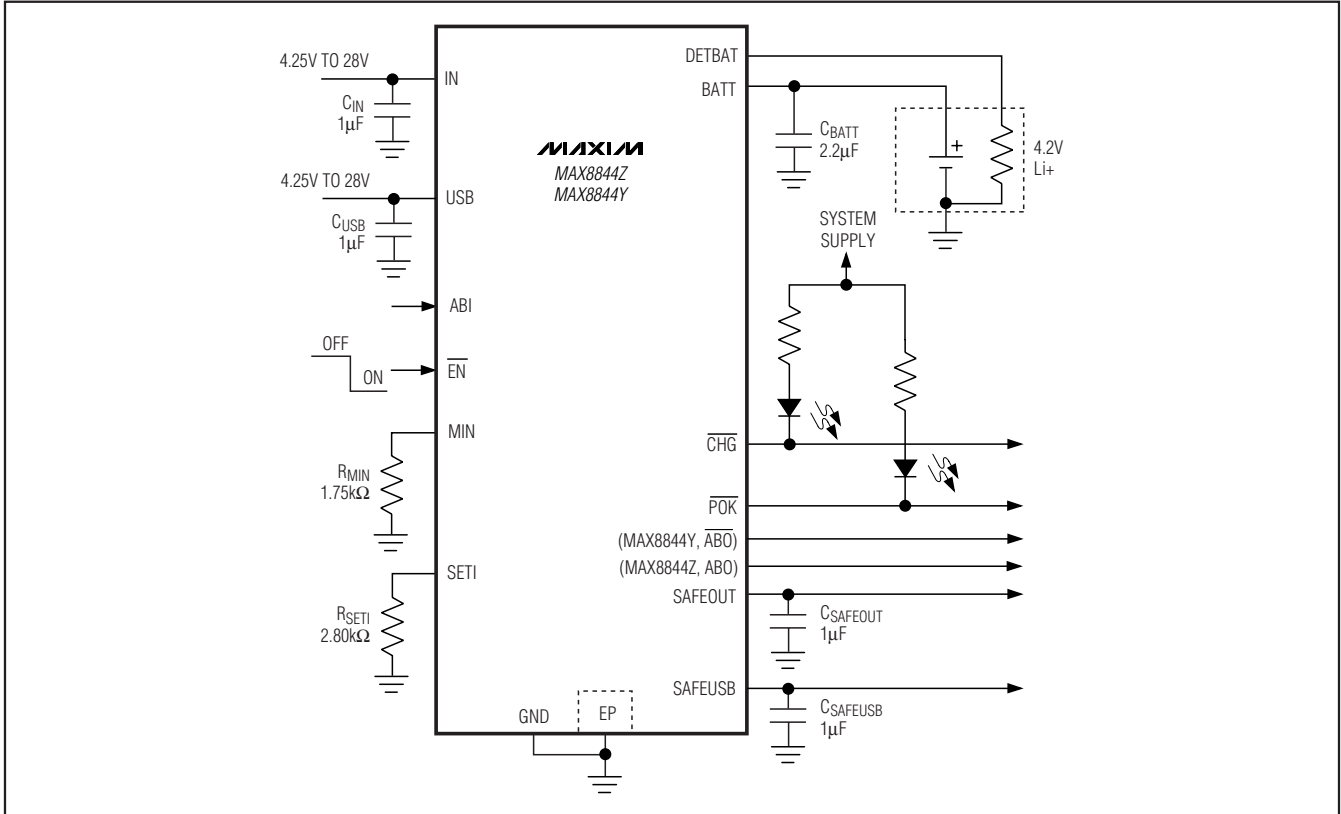 4.25V TO 28V
IN
CIN
1µF
4.25V TO 28V
USB
CUSB
1µF
ABI
OFF
ON
EN
MIN
RMIN
1.75kΩ
SETI
RSETI
2.80kΩ
MAXIM
MAX8844Z
MAX8844Y
GND
EP
DETBAT
BATT
CBATT
2.2µF
+
4.2V
Li+
SYSTEM
SUPPLY
CHG
POK
(MAX8844Y, ABO)
(MAX8844Z, ABO)
SAFEOUT
CSAFEOUT
1µF
SAFEUSB
CSAFEUSB
1µF